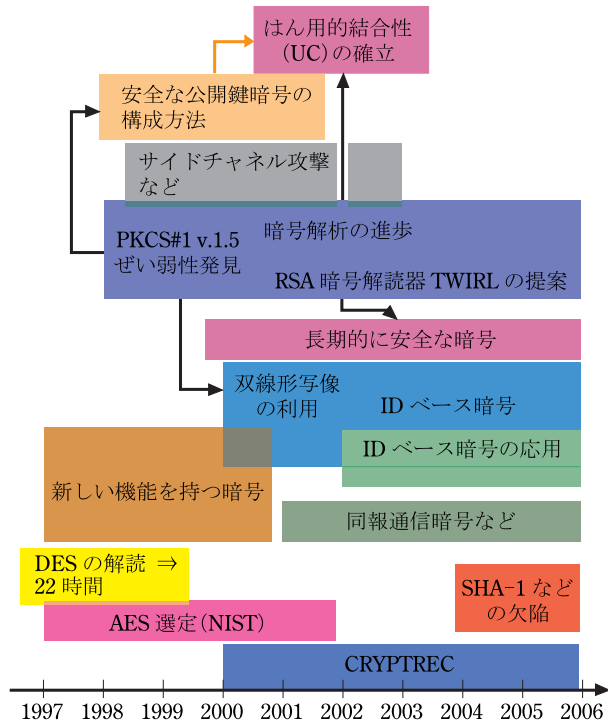 はん用的結合性
(UC)の確立
安全な公開鍵暗号の
構成方法
サイドチャネル攻撃
など
暗号解析の進歩
PKCS#1 v.1.5
ぜい弱性発見
RSA 暗号解読器 TWIRL の提案
長期的に安全な暗号
双線形写像
の利用
ID ベース暗号
ID ベース暗号の応用
新しい機能を持つ暗号
同報通信暗号など
DES の解読 ⇒
22 時間
SHA-1 など
の欠陥
AES 選定(NIST)
CRYPTREC
1997 1998 1999 2000 2001 2002 2003 2004 2005 2006